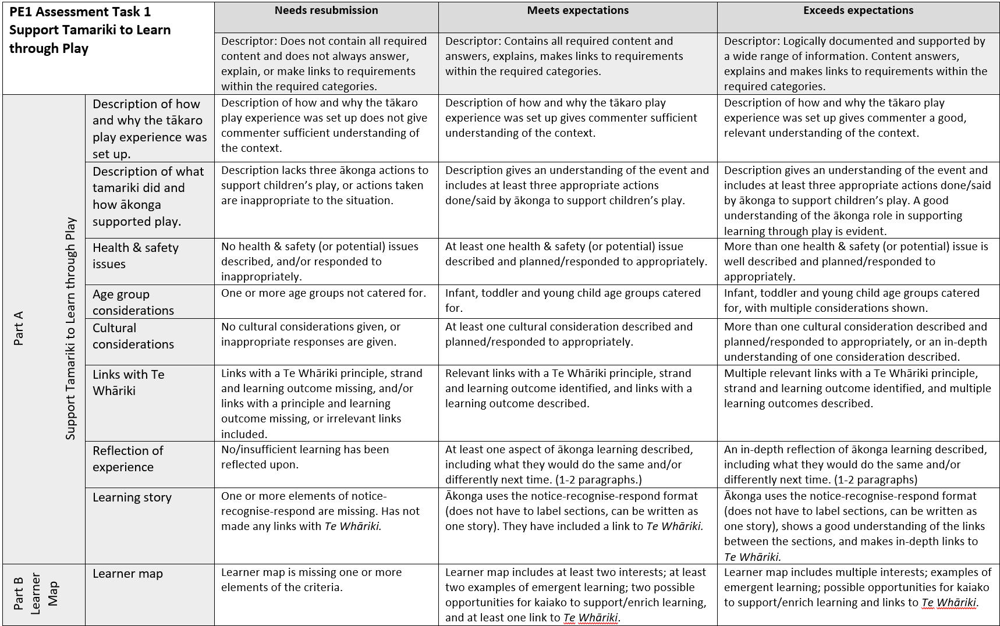 PE1 Assessment Task 1
Support Tamariki to Learn
through Play
Needs resubmission
Meets expectations
Exceeds expectations
Descriptor: Does not contain all required
content and does not always answer,
explain, or make links to requirements
within the required categories.
Descriptor: Contains all required content and
answers, explains, makes links to requirements
within the required categories.
Descriptor: Logically documented and supported by
a wide range of information. Content answers,
explains and makes links to requirements within the
required categories.
Part A
Support Tamariki to Learn through Play
Description of how
and why the tākaro
play experience was
set up.
Description of how and why the tākaro
play experience was set up does not give
commenter sufficient understanding of
the context.
Description of how and why the tākaro play
experience was set up gives commenter sufficient
understanding of the context.
Description of how and why the tākaro play
experience was set up gives commenter a good,
relevant understanding of the context.
Description of what
tamariki did and
how ākonga
supported play.
Description lacks three ākonga actions to
support children’s play, or actions taken
are inappropriate to the situation.
Description gives an understanding of the event and
includes at least three appropriate actions
done/said by ākonga to support children’s play.
Description gives an understanding of the event and
includes at least three appropriate actions done/said
by ākonga to support children’s play. A good
understanding of the ākonga role in supporting
learning through play is evident.
Health & safety
issues
No health & safety (or potential) issues
described, and/or responded to
inappropriately.
At least one health & safety (or potential) issue
described and planned/responded to appropriately.
More than one health & safety (or potential) issue is
well described and planned/responded to
appropriately.
Age group
considerations
One or more age groups not catered for.
Infant, toddler and young child age groups catered
for.
Infant, toddler and young child age groups catered
for, with multiple considerations shown.
Cultural
considerations
No cultural considerations given, or
inappropriate responses are given.
At least one cultural consideration described and
planned/responded to appropriately.
More than one cultural consideration described and
planned/responded to appropriately, or an in-depth
understanding of one consideration described.
Links with Te
Whāriki
Links with a Te Whāriki principle, strand
and learning outcome missing, and/or
links with a principle and learning
outcome missing, or irrelevant links
included.
Relevant links with a Te Whāriki principle, strand
and learning outcome identified, and links with a
learning outcome described.
Multiple relevant links with a Te Whāriki principle,
strand and learning outcome identified, and multiple
learning outcomes described.
Reflection of
experience
No/insufficient learning has been
reflected upon.
At least one aspect of ākonga learning described,
including what they would do the same and/or
differently next time. (1-2 paragraphs.)
An in-depth reflection of ākonga learning described,
including what they would do the same and/or
differently next time. (1-2 paragraphs)
Learning story
One or more elements of notice-
recognise-respond are missing. Has not
made any links with Te Whāriki.
Ākonga uses the notice-recognise-respond format
(does not have to label sections, can be written as
one story). They have included a link to Te Whāriki.
Ākonga uses the notice-recognise-respond format
(does not have to label sections, can be written as
one story), shows a good understanding of the links
between the sections, and makes in-depth links to
Te Whāriki.
Part B
Learner
Map
Learner map
Learner map is missing one or more
elements of the criteria.
Learner map includes at least two interests; at least
two examples of emergent learning; two possible
opportunities for kaiako to support/enrich learning,
and at least one link to Te Whāriki.
Learner map includes multiple interests; examples of
emergent learning; possible opportunities for kaiako
to support/enrich learning and links to Te Whāriki.